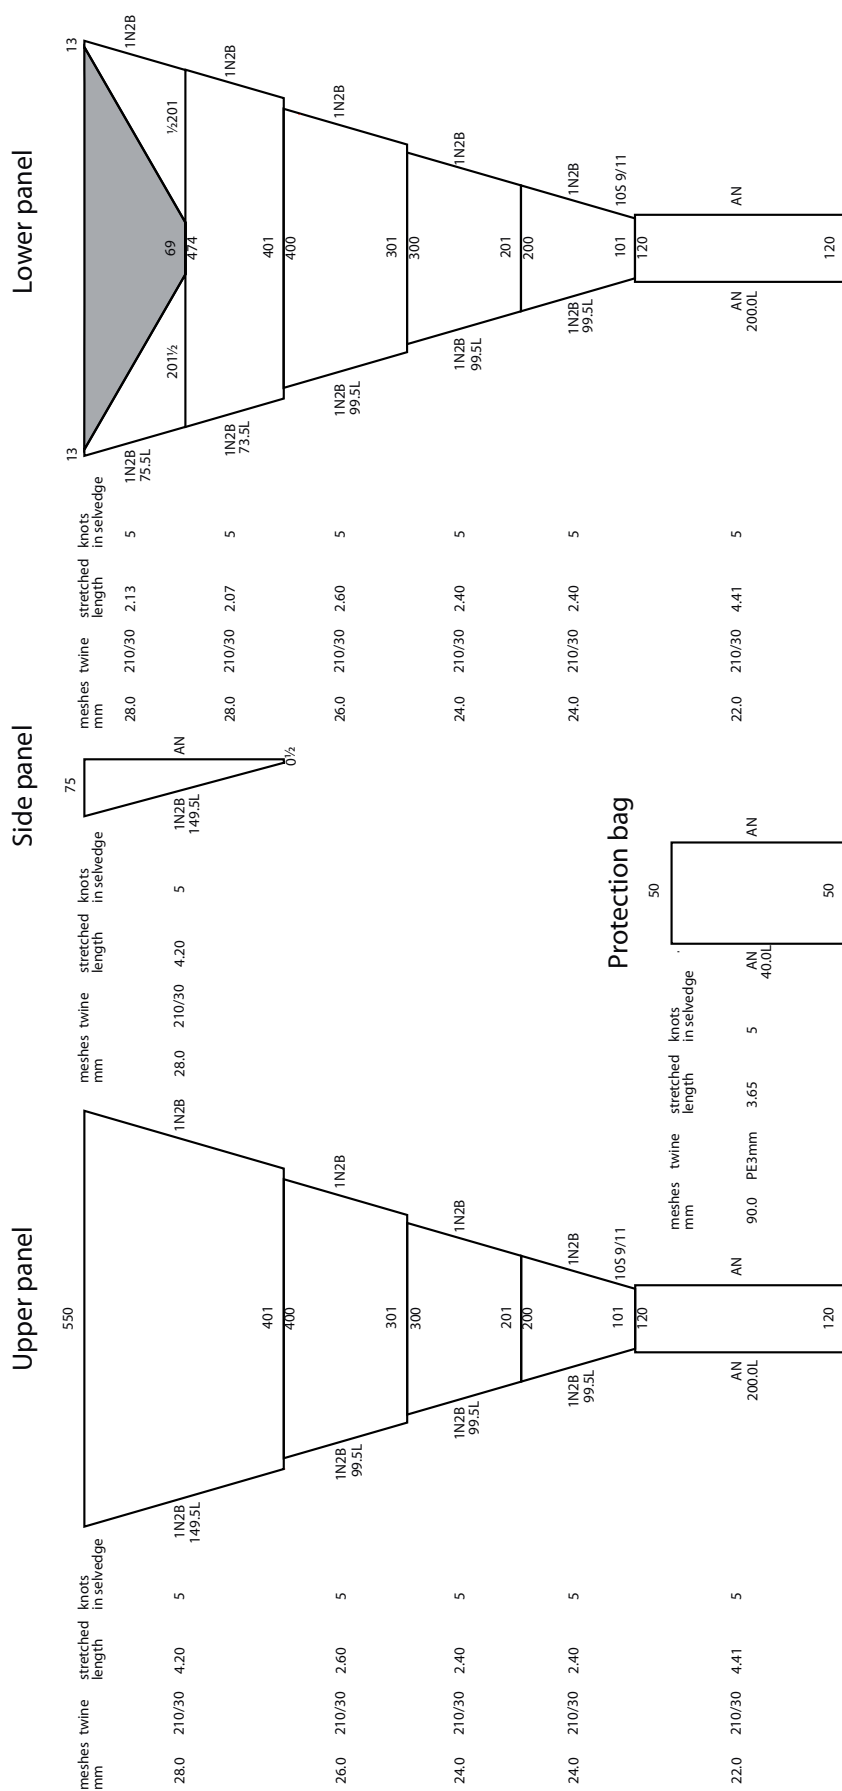 Upper panel
meshes mm
twine
stretched length
knots in selvedge
550
28.0 210/30 4.20 5
1N2B
149.5L
1N2B
401
400
26.0 210/30 2.60 5
1N2B
99.5L
1N2B
301
300
24.0 210/30 2.40 5
1N2B
99.5L
1N2B
201
200
24.0 210/30 2.40 5
1N2B
99.5L
1N2B
101
10S 9/11
120
22.0 210/30 4.41 5
AN
200.0L
AN
120
Side panel
meshes mm
twine
stretched length
knots in selvedge
75
28.0 210/30 4.20 5
1N2B
149.5L
AN
0½
Protection bag
meshes mm
twine
stretched length
knots in selvedge
50
90.0 PE3mm 3.65 5
AN
40.0L
AN
50
Lower panel
meshes mm
twine
stretched length
knots in selvedge
13
13
28.0 210/30 2.13 5
1N2B
75.5L
1N2B
201½
69
½201
474
28.0 210/30 2.07 5
1N2B
73.5L
1N2B
401
400
26.0 210/30 2.60 5
1N2B
99.5L
1N2B
301
300
24.0 210/30 2.40 5
1N2B
99.5L
1N2B
201
200
24.0 210/30 2.40 5
1N2B
99.5L
1N2B
101
10S 9/11
120
22.0 210/30 4.41 5
AN
200.0L
AN
120